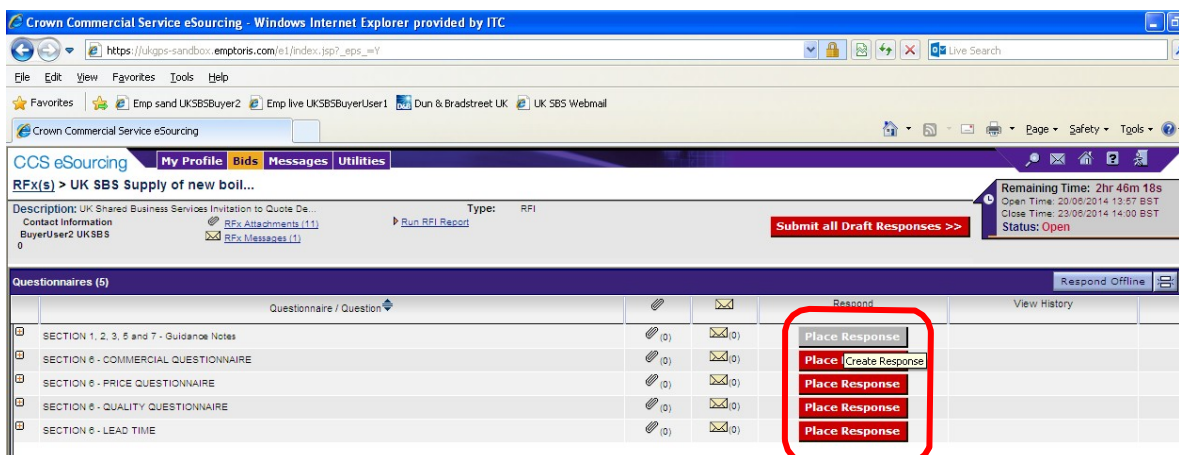 Crown Commercial Service eSourcing - Windows Internet Explorer provided by ITC
https://ukgps-sandbox.emptoris.com/e1/index.jsp?_eps_=Y
Live Search
File Edit View Favorites Tools Help
Favorites Emp sand UKSBSBuyer2 Emp live UKSBSBuyerUser1 Dun & Bradstreet UK UK SBS Webmail
Crown Commercial Service eSourcing Page Safety Tools
CCS eSourcing My Profile Bids Messages Utilities
RFx(s) > UK SBS Supply of new boil...
Remaining Time: 2hr 46m 18s
Description: UK Shared Business Services Invitation to Quote De... Type: RFI
Open Time: 20/06/2014 13:57 BST
Contact Information RFx Attachments (11) Run RFI Report
Close Time: 23/06/2014 14:00 BST
BuyerUser2 UKSBS RFx Messages (1) Submit all Draft Responses >> Status: Open
0
Questionnaires (5) Respond Offline
Questionnaire / Question Respond View History
SECTION 1, 2, 3, 5 and 7 - Guidance Notes (0) (0) Place Response
SECTION 6 - COMMERCIAL QUESTIONNAIRE (0) (0) Place Create Response
SECTION 6 - PRICE QUESTIONNAIRE (0) (0) Place Response
SECTION 6 - QUALITY QUESTIONNAIRE (0) (0) Place Response
SECTION 6 - LEAD TIME (0) (0) Place Response